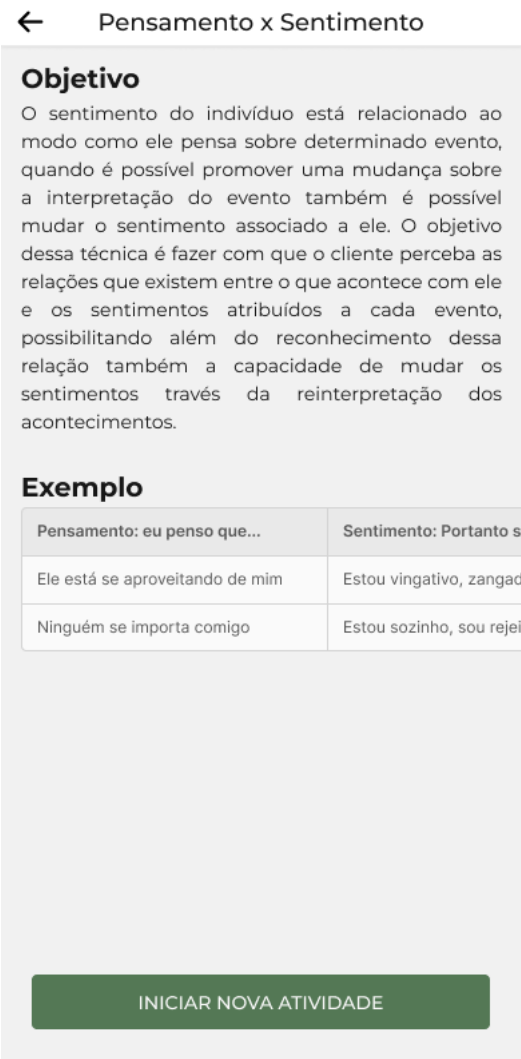 Pensamento x Sentimento
Objetivo
O sentimento do indivíduo está relacionado ao
modo como ele pensa sobre determinado evento,
quando é possível promover uma mudança sobre
a interpretação do evento também é possível
mudar o sentimento associado a ele. O objetivo
dessa técnica é fazer com que o cliente perceba as
relações que existem entre o que acontece com ele
e os sentimentos atribuídos a cada evento,
possibilitando além do reconhecimento dessa
relação também a capacidade de mudar os
sentimentos través da reinterpretação dos
acontecimentos.
Exemplo
Pensamento: eu penso que... Sentimento: Portanto s
Ele está se aproveitando de mim Estou vingativo, zangad
Ninguém se importa comigo Estou sozinho, sou rejei
INICIAR NOVA ATIVIDADE